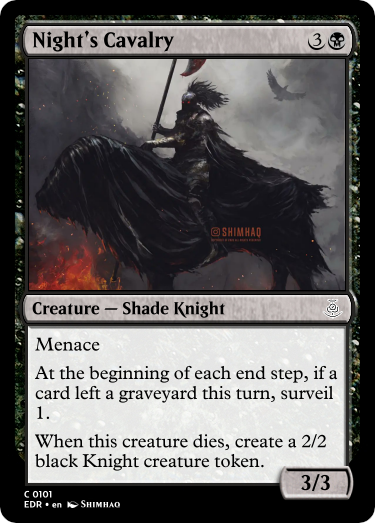 Night's Cavalry 3
SHIMHAQ
Creature — Shade Knight
Menace
At the beginning of each end step, if a
card left a graveyard this turn, surveil
1.
When this creature dies, create a 2/2
black Knight creature token.
3/3
C 0101
EDR • en SHIMHAQ